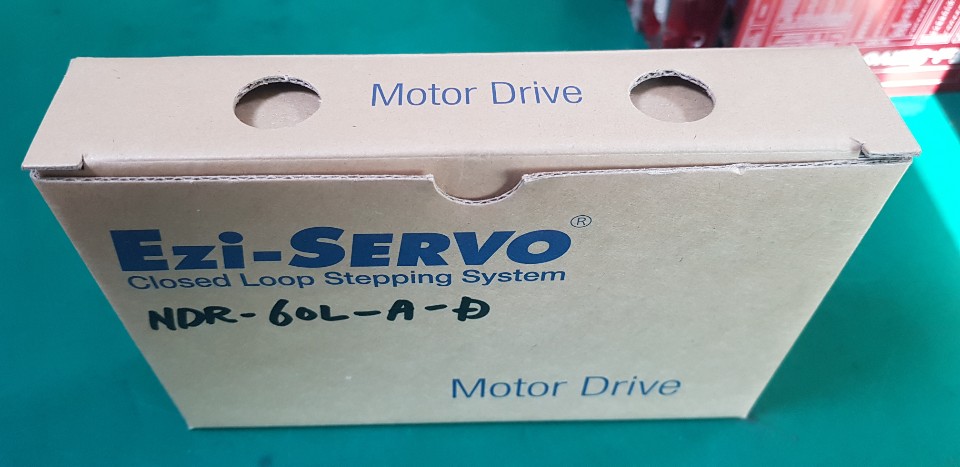 Motor Drive
Ezi-SERVO®
Closed Loop Stepping System
NDR-60L-A-D
Motor Drive